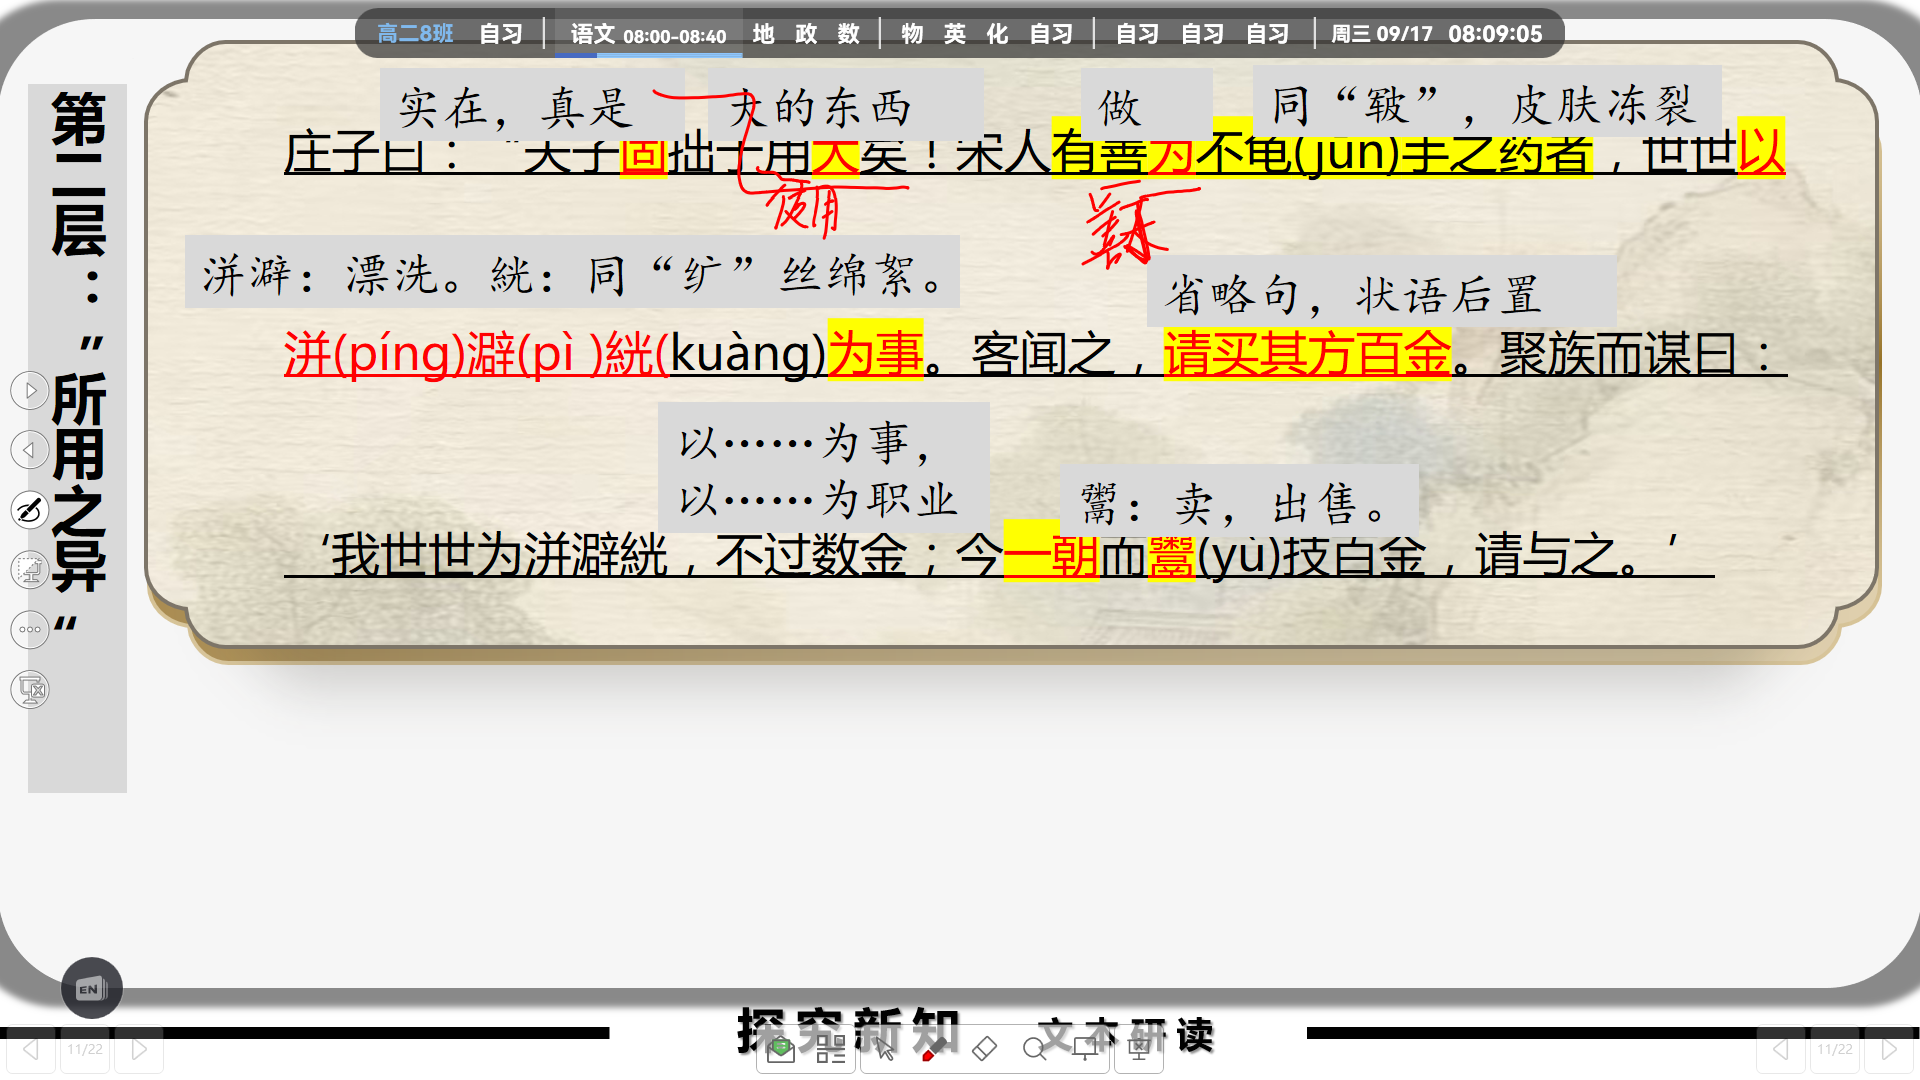 高二8班 自习 语文 08:00-08:40 地 政 数 物 英 化 自习 自习 自习 自习 周三 09/17 08:09:05
第二层：”所用之异“
实在，真是 大的东西 做 同“皲”，皮肤冻裂
庄子曰：“夫子固拙于用大矣！宋人有善为不龟(jūn)手之药者，世世以
使用
洴澼：漂洗。絖：同“纩”丝绵絮。
省略句，状语后置
洴(píng)澼(pì )絖(kuàng)为事。客闻之，请买其方百金。聚族而谋曰：
以……为事，
以……为职业
鬻：卖，出售。
‘我世世为洴澼絖，不过数金；今一朝而鬻(yù)技百金，请与之。’
EN
探究新知 文本研读
11/22 11/22